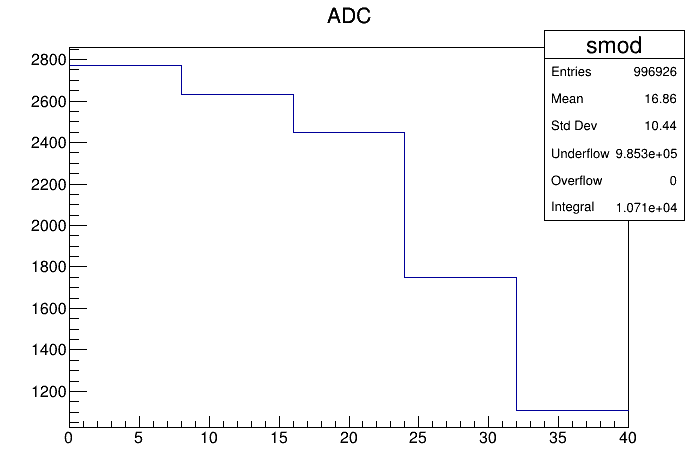 ADC
smod
Entries 996926
Mean 16.86
Std Dev 10.44
Underflow 9.853e+05
Overflow 0
Integral 1.071e+04
2800
2600
2400
2200
2000
1800
1600
1400
1200
0 5 10 15 20 25 30 35 40